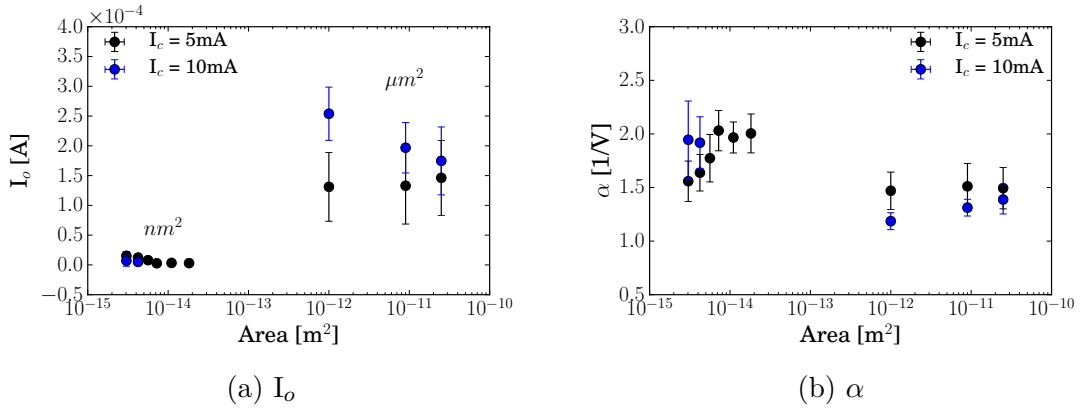 ×10⁻⁴
4.0
3.5
3.0
2.5
2.0
1.5
1.0
0.5
0.0
−0.5
I_o [A]
I_c = 5mA
I_c = 10mA
μm²
nm²
10⁻¹⁵ 10⁻¹⁴ 10⁻¹³ 10⁻¹² 10⁻¹¹ 10⁻¹⁰
Area [m²]
(a) I_o
3.0
2.5
2.0
1.5
1.0
0.5
α [1/V]
I_c = 5mA
I_c = 10mA
10⁻¹⁵ 10⁻¹⁴ 10⁻¹³ 10⁻¹² 10⁻¹¹ 10⁻¹⁰
Area [m²]
(b) α